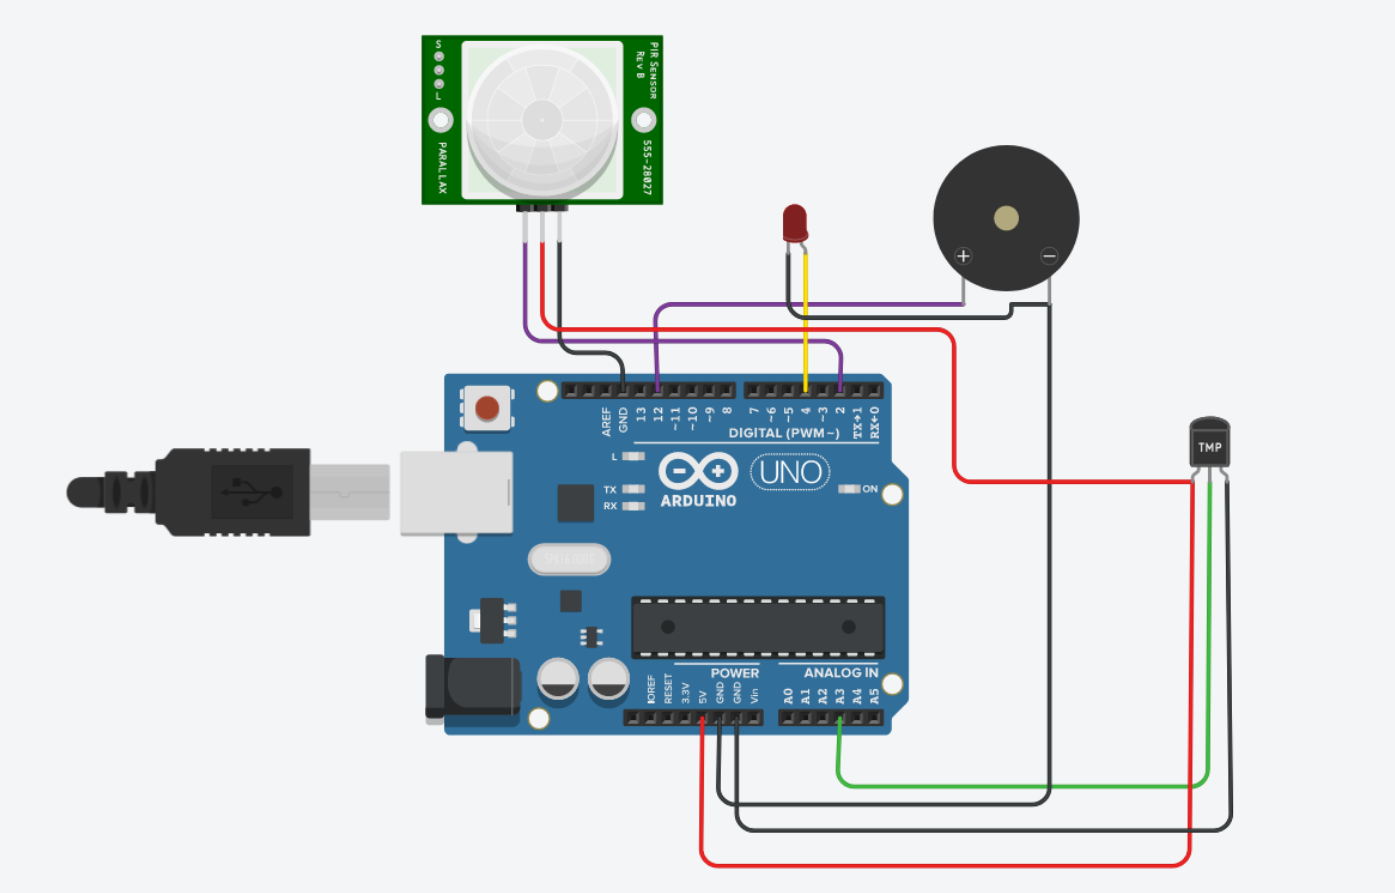 S
L
PARALLAX
PIR SENSOR
REV B
555-28027
+
−
AREF
GND
13
12
~11
~10
~9
8
7
~6
~5
4
~3
2
TX→1
RX←0
DIGITAL (PWM~)
L
TX
RX
ARDUINO
UNO
ON
TMP
POWER
ANALOG IN
IOREF
RESET
3.3V
5V
GND
GND
Vin
A0
A1
A2
A3
A4
A5